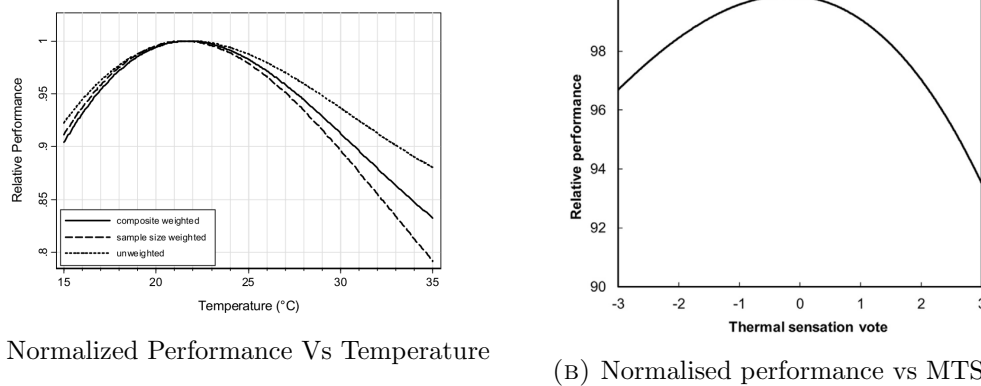 Relative Performance
1
.95
.9
.85
.8
composite weighted
sample size weighted
unweighted
15 20 25 30 35
Temperature (°C)
Normalized Performance Vs Temperature
Relative performance
98
96
94
92
90
-3 -2 -1 0 1 2 3
Thermal sensation vote
(B) Normalised performance vs MTS